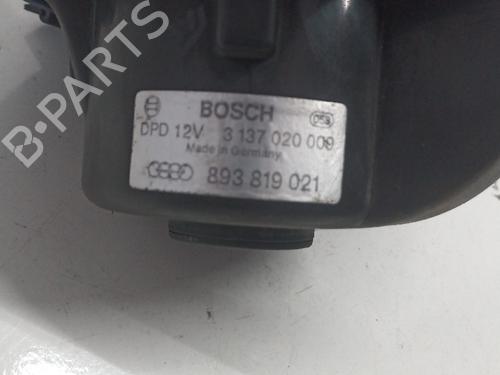 BOSCH
DPD 12V 3 137 020 009
Made in Germany
893 819 021
B-PARTS